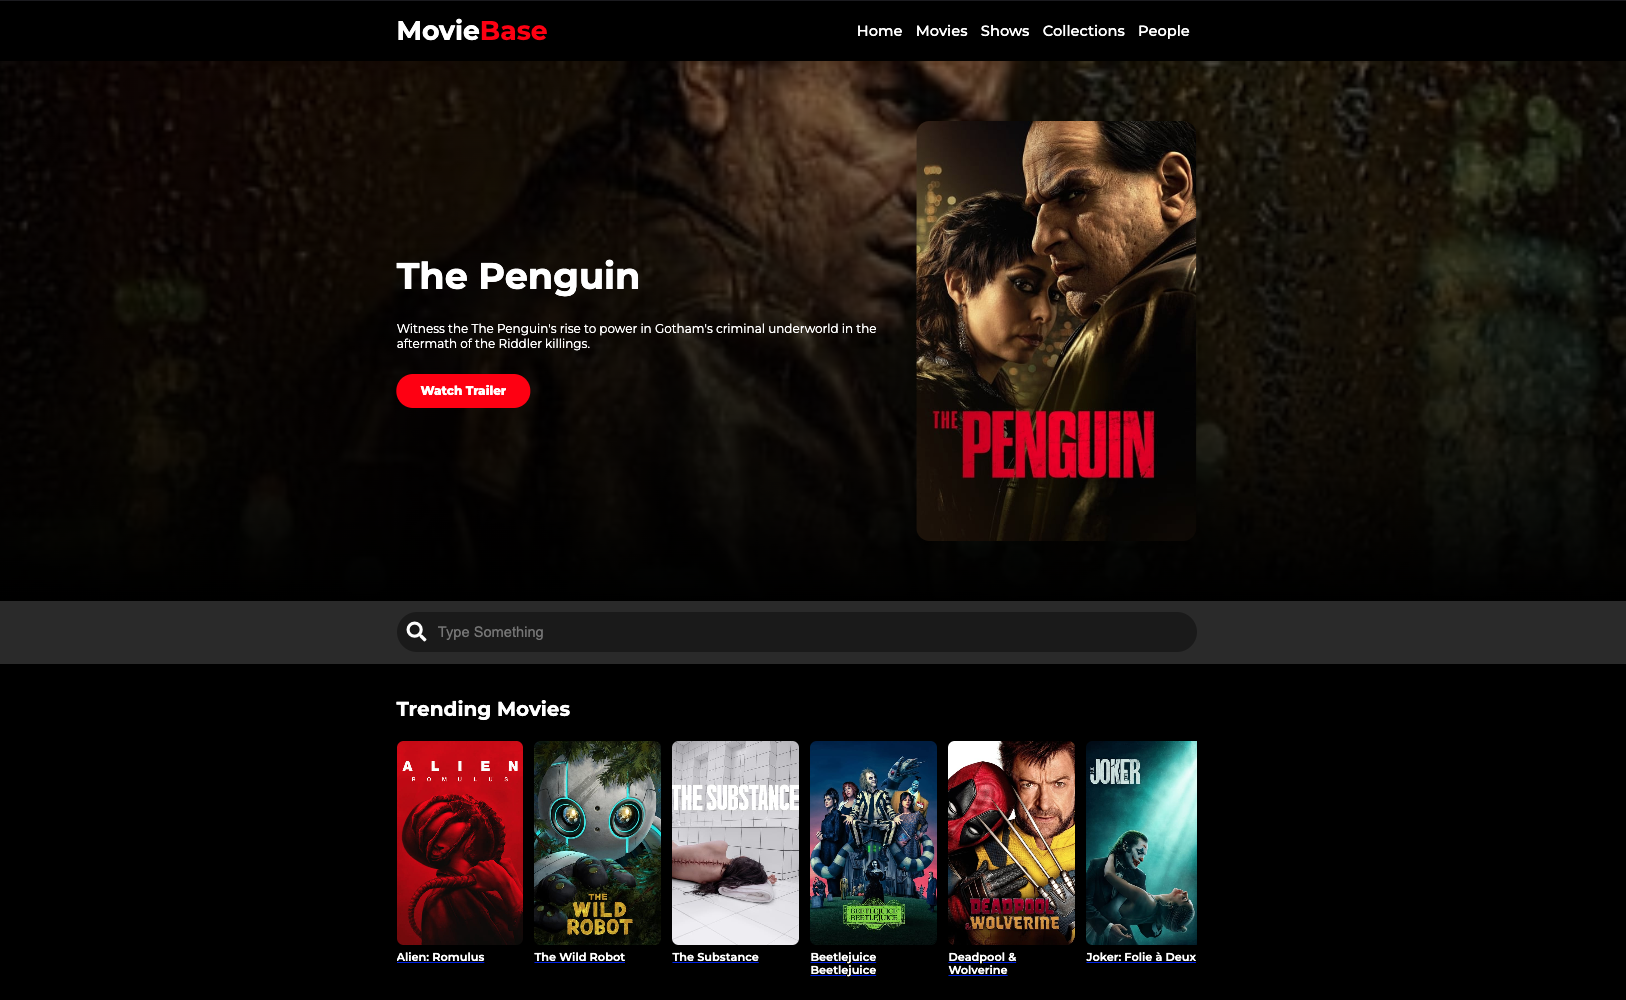 MovieBase
Home Movies Shows Collections People
The Penguin
Witness the The Penguin's rise to power in Gotham's criminal underworld in the
aftermath of the Riddler killings.
Watch Trailer
THE PENGUIN
Type Something
Trending Movies
ALIEN
ROMULUS
THE WILD ROBOT
THE SUBSTANCE
BEETLEJUICE
BEETLEJUICE
DEADPOOL
& WOLVERINE
JOKER
Alien: Romulus
The Wild Robot
The Substance
Beetlejuice
Beetlejuice
Deadpool &
Wolverine
Joker: Folie à Deux